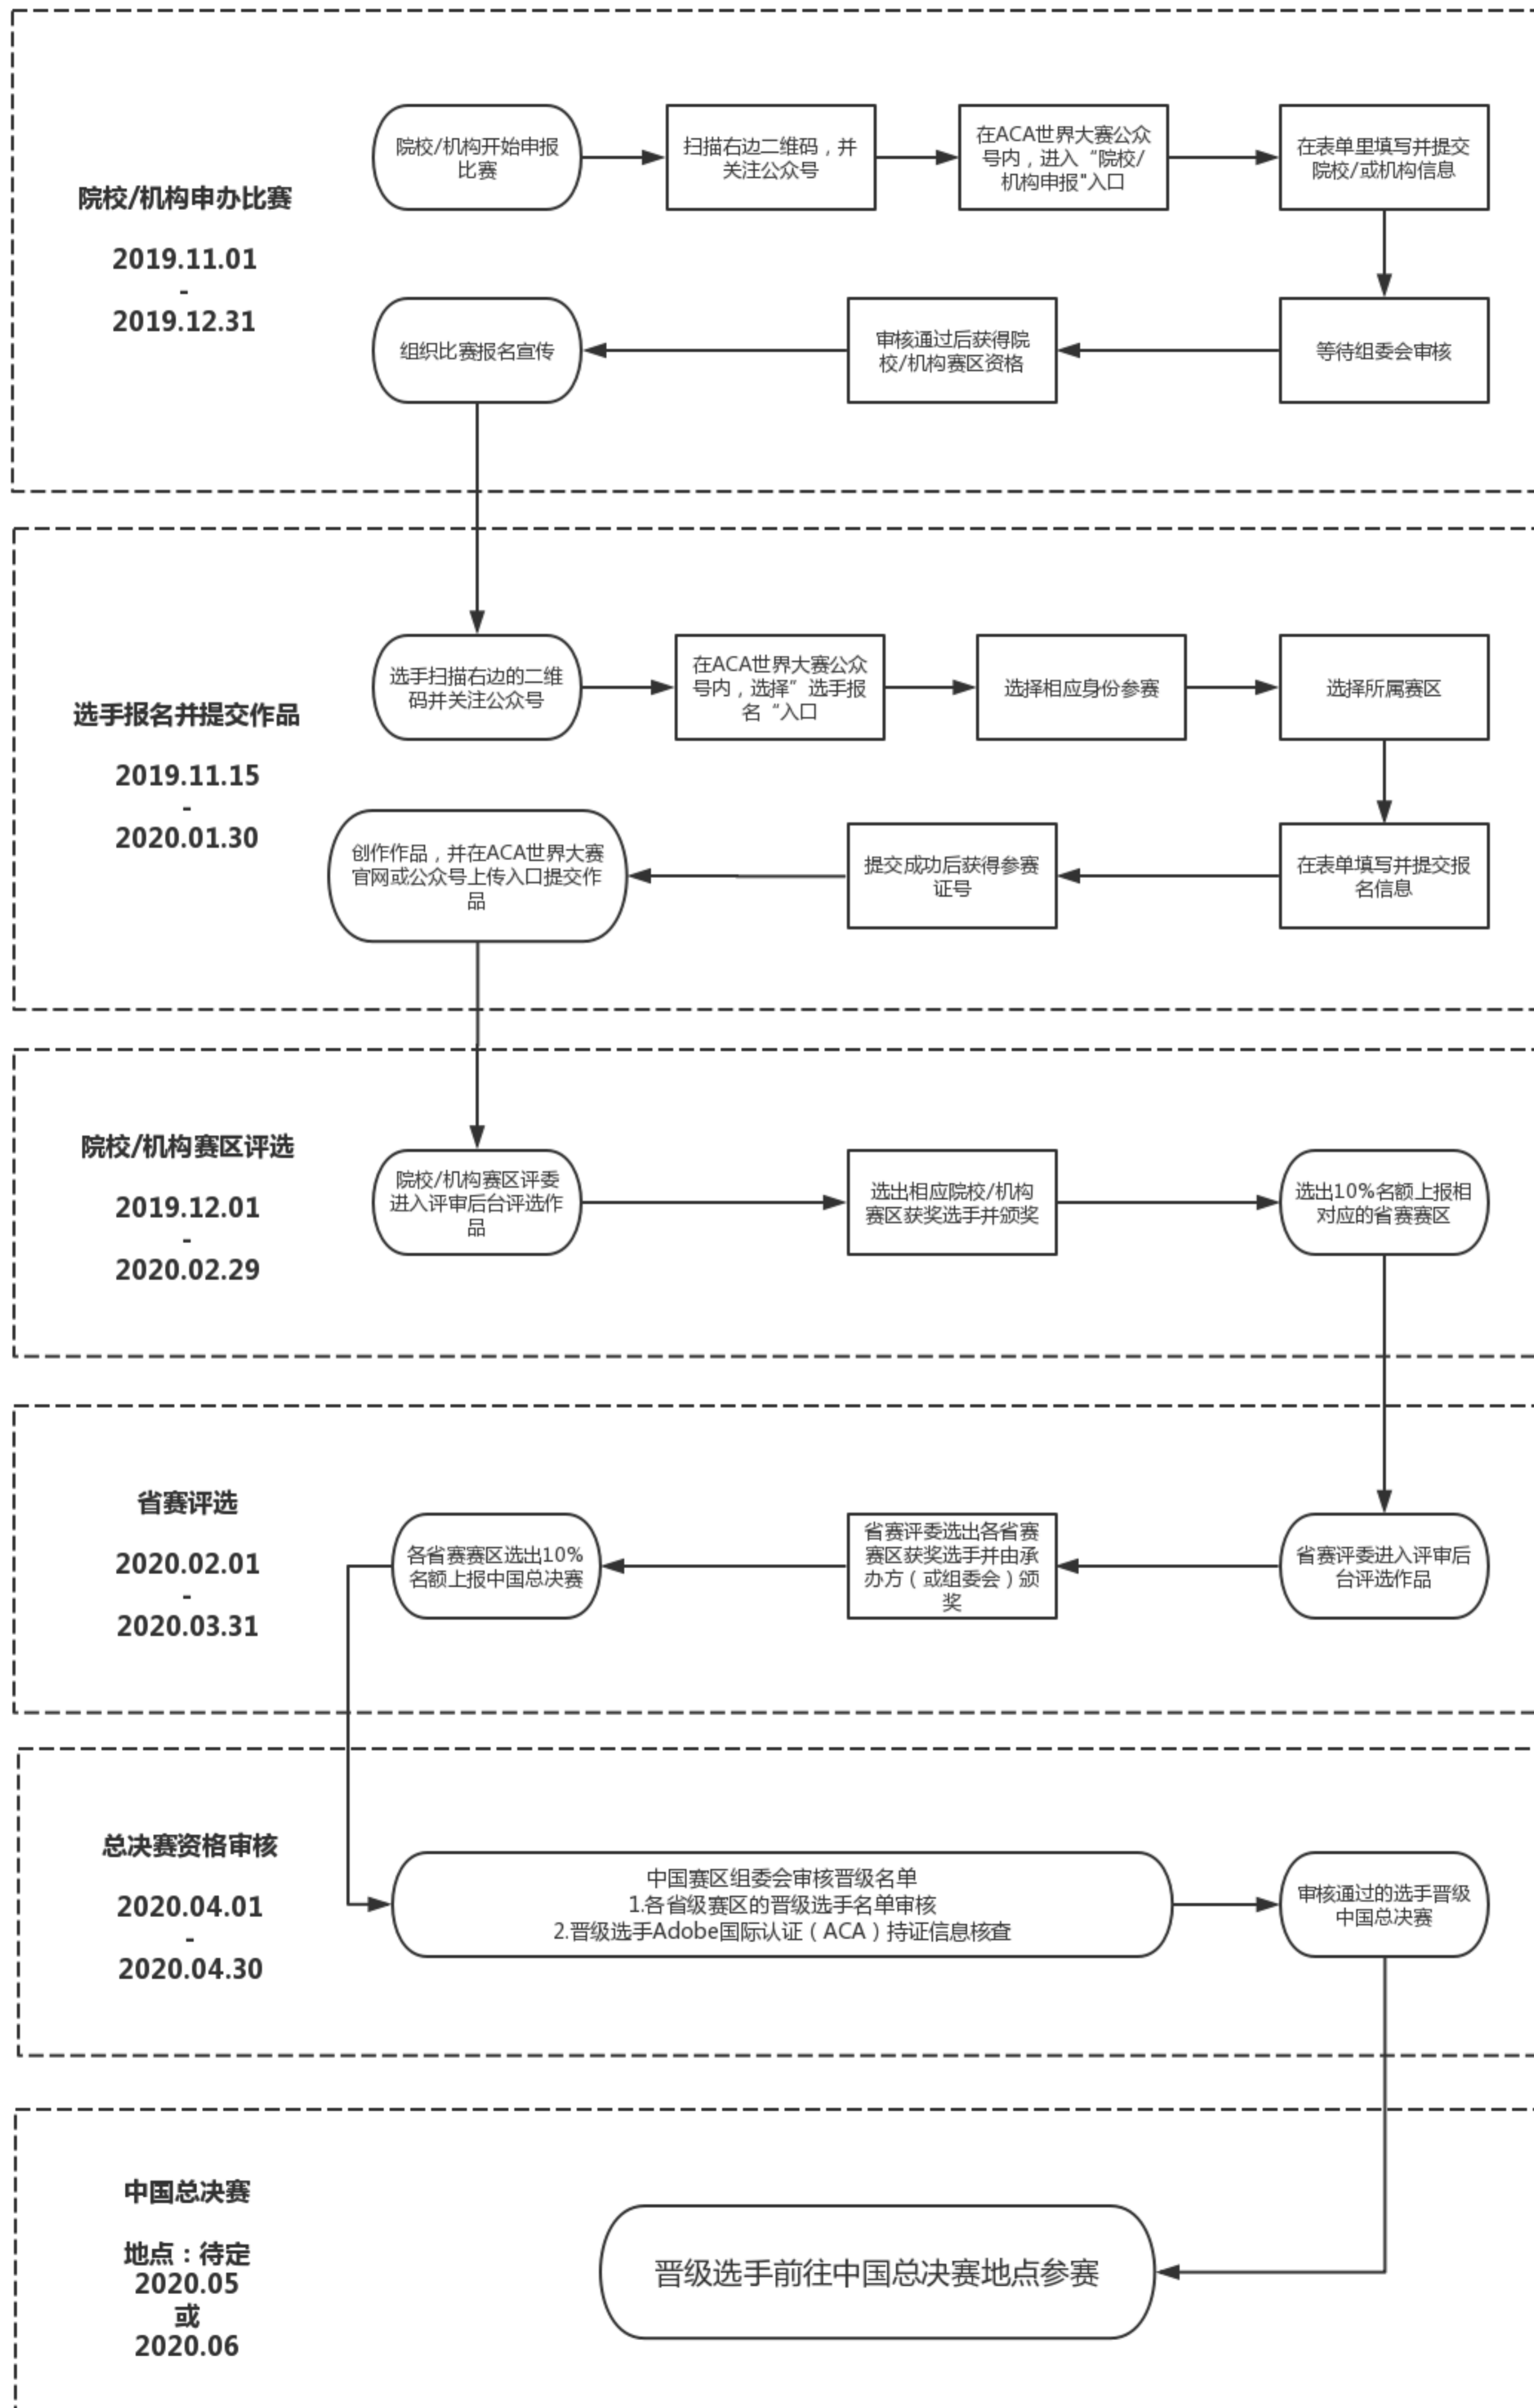 院校/机构申办比赛
2019.11.01
-
2019.12.31
院校/机构开始申报
比赛
扫描右边二维码，并
关注公众号
在ACA世界大赛公众
号内，进入“院校/
机构申报"入口
在表单里填写并提交
院校/或机构信息
等待组委会审核
审核通过后获得院
校/机构赛区资格
组织比赛报名宣传
选手报名并提交作品
2019.11.15
-
2020.01.30
选手扫描右边的二维
码并关注公众号
在ACA世界大赛公众
号内，选择”选手报
名“入口
选择相应身份参赛
选择所属赛区
在表单填写并提交报
名信息
提交成功后获得参赛
证号
创作作品，并在ACA世界大赛
官网或公众号上传入口提交作
品
院校/机构赛区评选
2019.12.01
-
2020.02.29
院校/机构赛区评委
进入评审后台评选作
品
选出相应院校/机构
赛区获奖选手并颁奖
选出10%名额上报相
对应的省赛赛区
省赛评选
2020.02.01
-
2020.03.31
省赛评委进入评审后
台评选作品
省赛评委选出各省赛
赛区获奖选手并由承
办方（或组委会）颁
奖
各省赛赛区选出10%
名额上报中国总决赛
总决赛资格审核
2020.04.01
-
2020.04.30
中国赛区组委会审核晋级名单
1.各省级赛区的晋级选手名单审核
2.晋级选手Adobe国际认证（ACA）持证信息核查
审核通过的选手晋级
中国总决赛
中国总决赛
地点：待定
2020.05
或
2020.06
晋级选手前往中国总决赛地点参赛